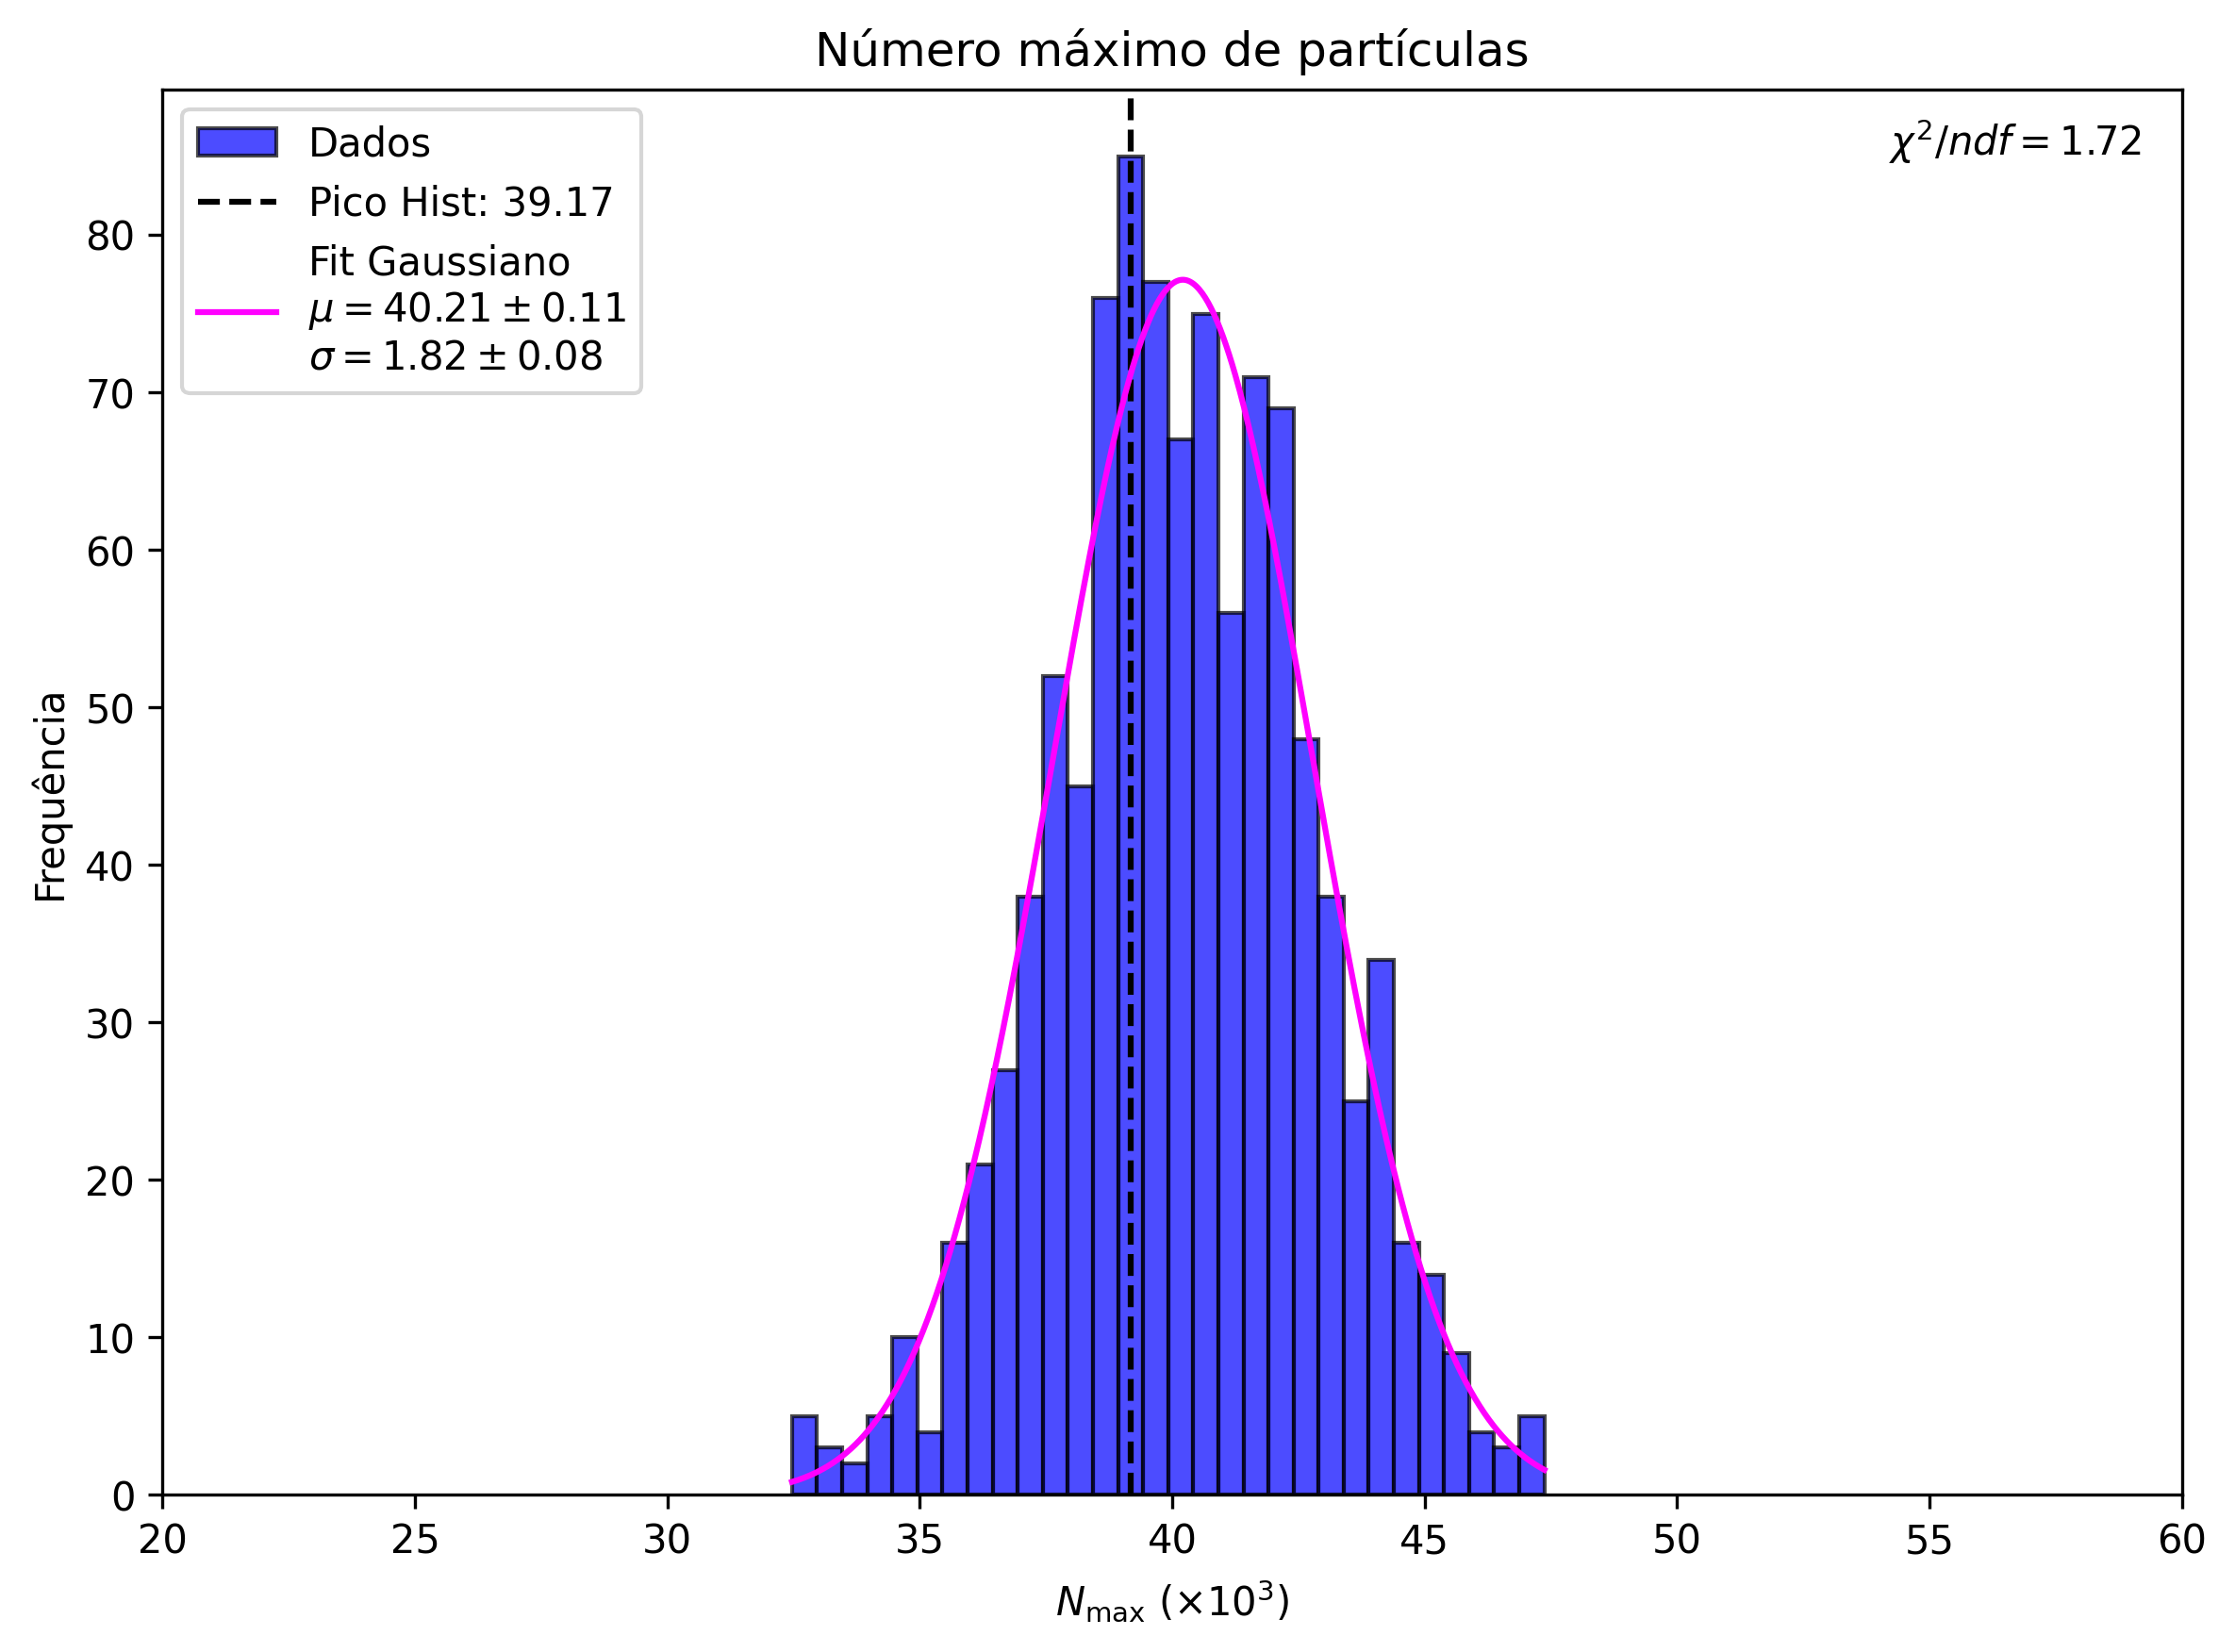 Número máximo de partículas
Dados
Pico Hist: 39.17
Fit Gaussiano
μ = 40.21 ± 0.11
σ = 1.82 ± 0.08
χ²/ndf = 1.72
Frequência
80
70
60
50
40
30
20
10
0
20 25 30 35 40 45 50 55 60
N_max (×10³)